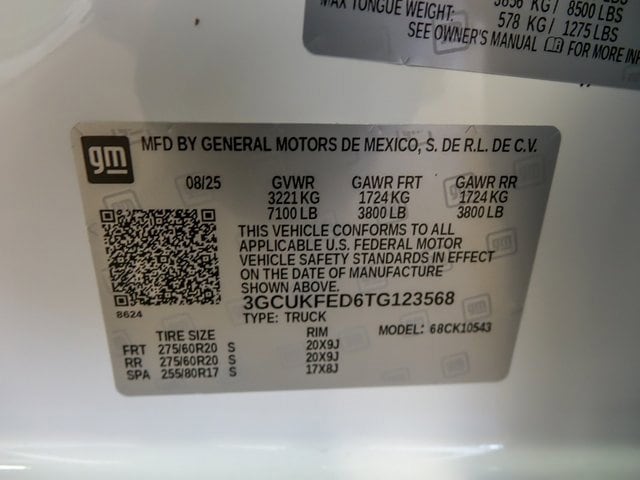 MAX TONGUE WEIGHT:
3856 KG / 8500 LBS
578 KG / 1275 LBS
SEE OWNER'S MANUAL FOR MORE INF
gm
MFD BY GENERAL MOTORS DE MEXICO, S. DE R.L. DE C.V.
08/25 GVWR GAWR FRT GAWR RR
3221 KG 1724 KG 1724 KG
7100 LB 3800 LB 3800 LB
THIS VEHICLE CONFORMS TO ALL
APPLICABLE U.S. FEDERAL MOTOR
VEHICLE SAFETY STANDARDS IN EFFECT
ON THE DATE OF MANUFACTURE
SHOWN ABOVE.
3GCUKFED6TG123568
8624
TYPE: TRUCK
TIRE SIZE RIM MODEL: 68CK10543
FRT 275/60R20 S 20X9J
RR 275/60R20 S 20X9J
SPA 255/80R17 S 17X8J